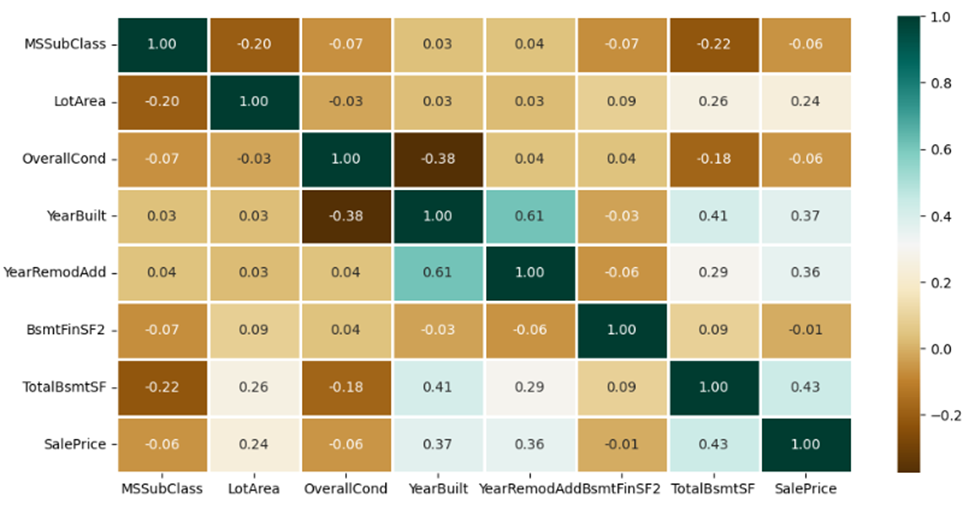 MSSubClass 1.00 -0.20 -0.07 0.03 0.04 -0.07 -0.22 -0.06
LotArea -0.20 1.00 -0.03 0.03 0.03 0.09 0.26 0.24
OverallCond -0.07 -0.03 1.00 -0.38 0.04 0.04 -0.18 -0.06
YearBuilt 0.03 0.03 -0.38 1.00 0.61 -0.03 0.41 0.37
YearRemodAdd 0.04 0.03 0.04 0.61 1.00 -0.06 0.29 0.36
BsmtFinSF2 -0.07 0.09 0.04 -0.03 -0.06 1.00 0.09 -0.01
TotalBsmtSF -0.22 0.26 -0.18 0.41 0.29 0.09 1.00 0.43
SalePrice -0.06 0.24 -0.06 0.37 0.36 -0.01 0.43 1.00
MSSubClass LotArea OverallCond YearBuilt YearRemodAdd BsmtFinSF2 TotalBsmtSF SalePrice
1.0
0.8
0.6
0.4
0.2
0.0
−0.2